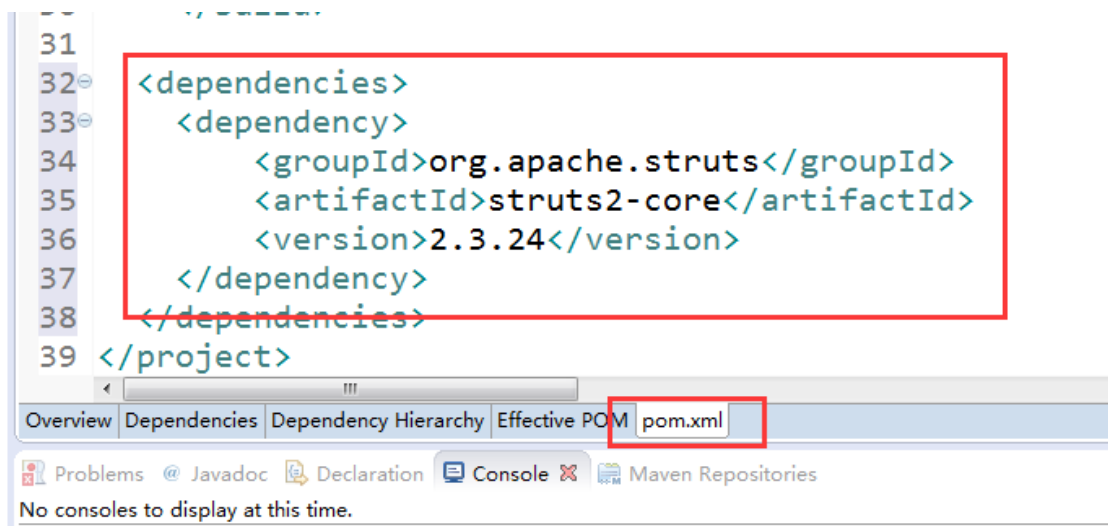 31
32 <dependencies>
33 <dependency>
34 <groupId>org.apache.struts</groupId>
35 <artifactId>struts2-core</artifactId>
36 <version>2.3.24</version>
37 </dependency>
38 </dependencies>
39 </project>
Overview Dependencies Dependency Hierarchy Effective POM pom.xml
Problems @ Javadoc Declaration Console Maven Repositories
No consoles to display at this time.